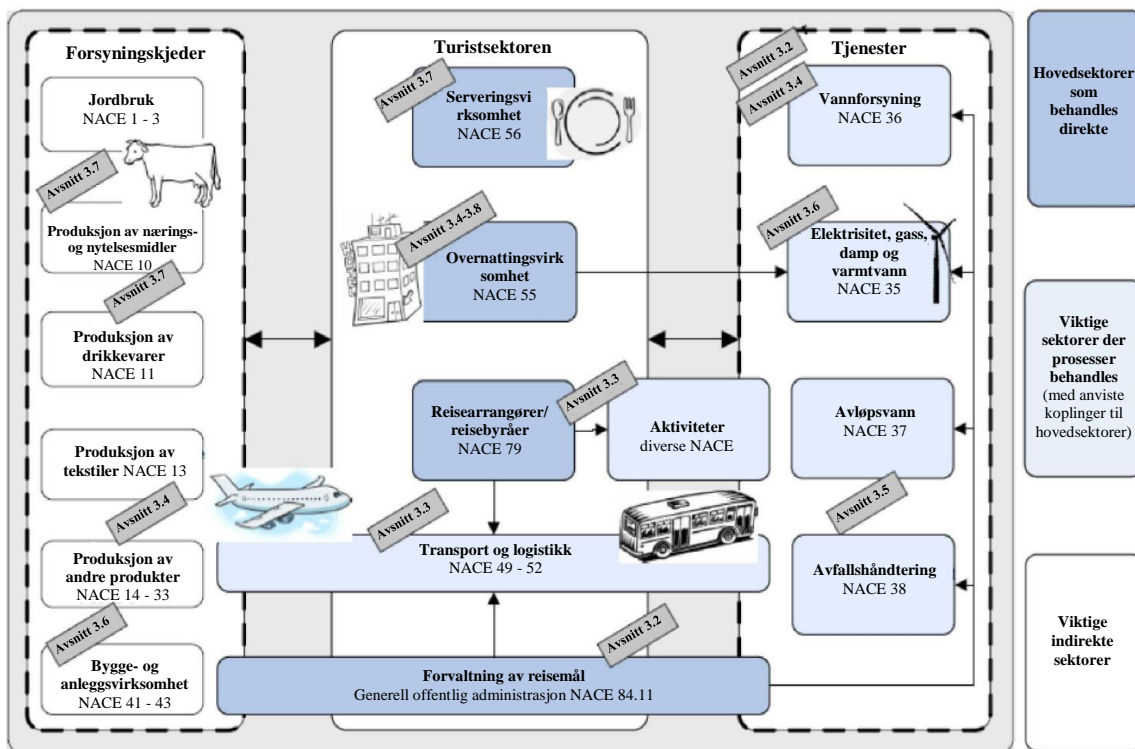 Forsyningskjeder
Jordbruk
NACE 1 - 3
Avsnitt 3.7
Produksjon av nærings-
og nytelsesmidler
NACE 10
Avsnitt 3.7
Produksjon av
drikkevarer
NACE 11
Produksjon av
tekstiler NACE 13
Avsnitt 3.4
Produksjon av
andre produkter
NACE 14 - 33
Avsnitt 3.6
Bygge- og
anleggsvirksomhet
NACE 41 - 43
Turistsektoren
Avsnitt 3.7
Serveringsvi
rksomhet
NACE 56
Avsnitt 3.4-3.8
Overnattingsvirk
somhet
NACE 55
Reisearrangører/
reisebyråer
NACE 79
Avsnitt 3.3
Aktiviteter
diverse NACE
Avsnitt 3.3
Transport og logistikk
NACE 49 - 52
Avsnitt 3.2
Forvaltning av reisemål
Generell offentlig administrasjon NACE 84.11
Tjenester
Avsnitt 3.2
Avsnitt 3.4
Vannforsyning
NACE 36
Avsnitt 3.6
Elektrisitet, gass,
damp og
varmtvann
NACE 35
Avløpsvann
NACE 37
Avsnitt 3.5
Avfallshåndtering
NACE 38
Hovedsektorer
som
behandles
direkte
Viktige
sektorer der
prosesser
behandles
(med anviste
koplinger til
hovedsektorer)
Viktige
indirekte
sektorer